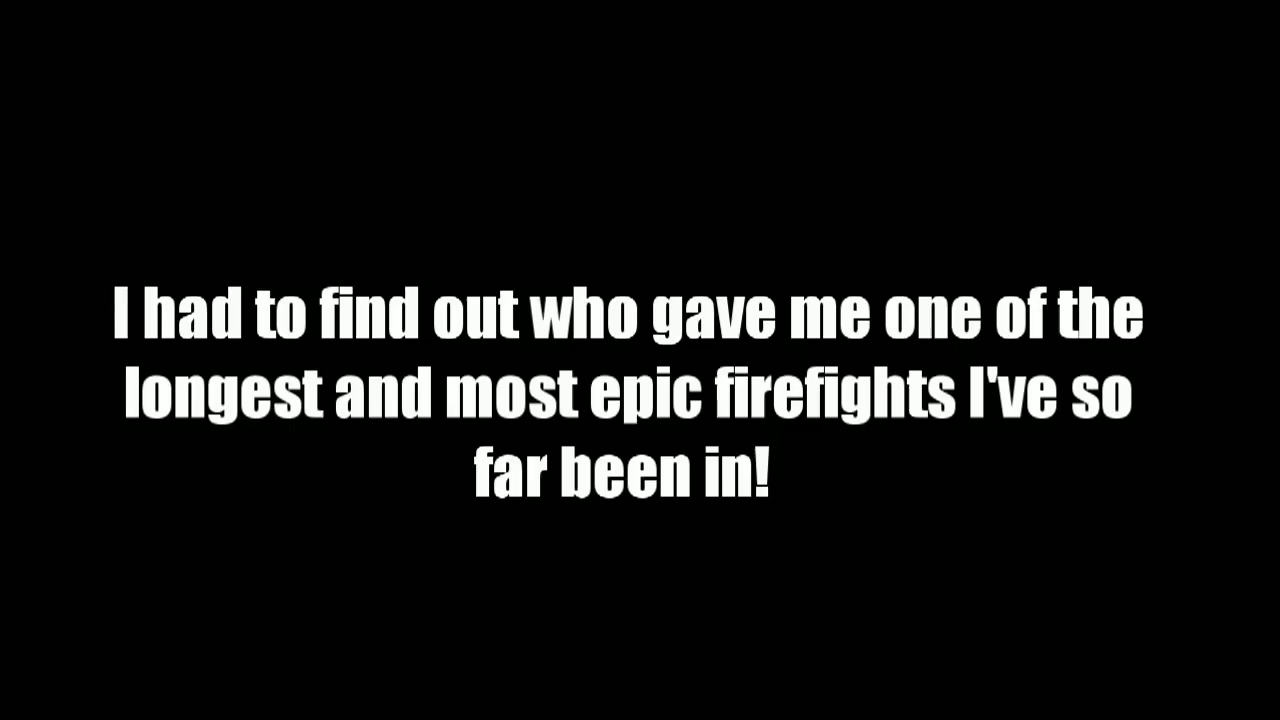 I had to find out who gave me one of the
longest and most epic firefights I've so
far been in!